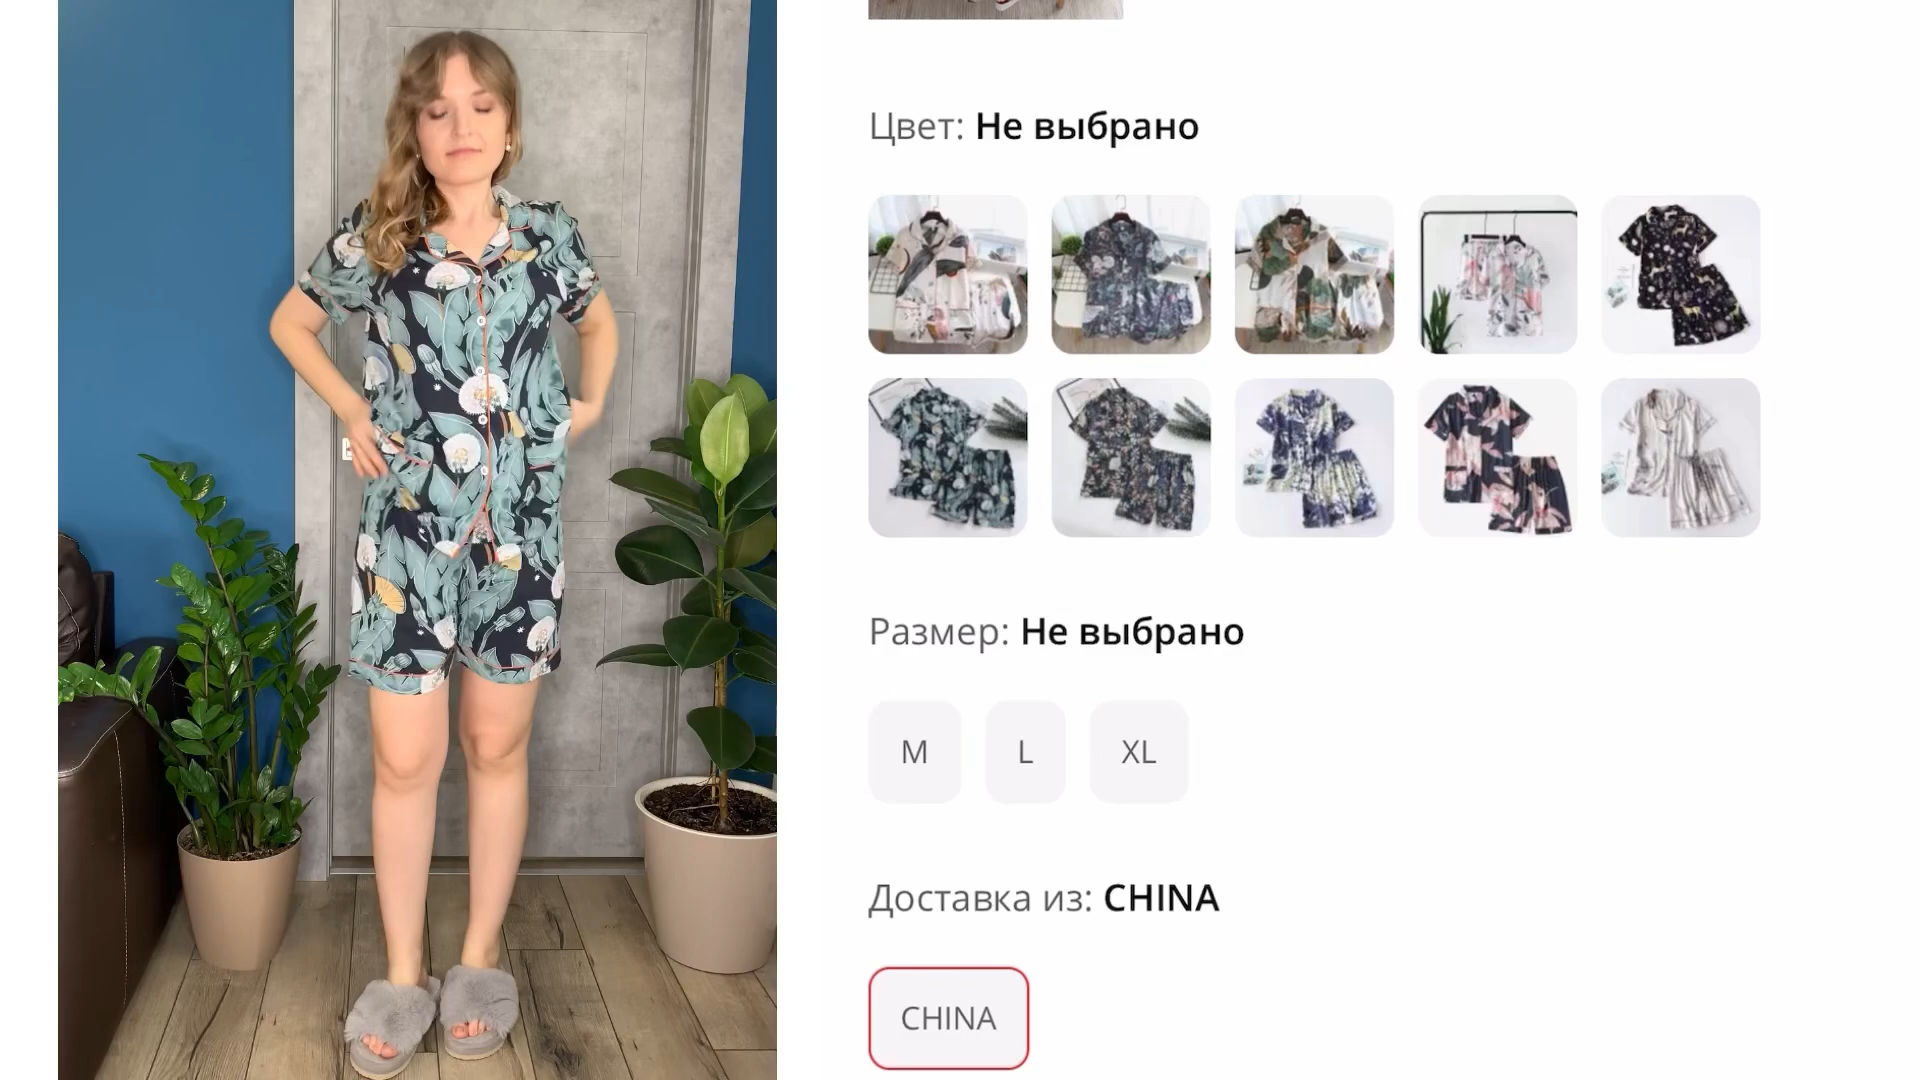 Цвет: Не выбрано
Размер: Не выбрано
M
L
XL
Доставка из: CHINA
CHINA